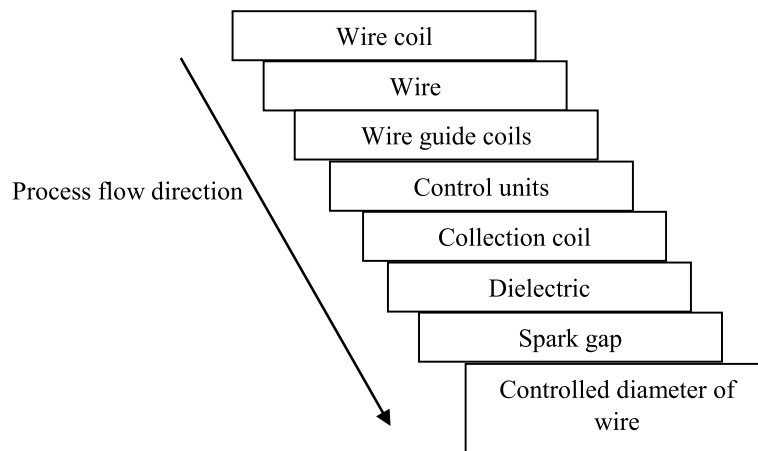 Wire coil
Wire
Wire guide coils
Control units
Process flow direction
Collection coil
Dielectric
Spark gap
Controlled diameter of
wire